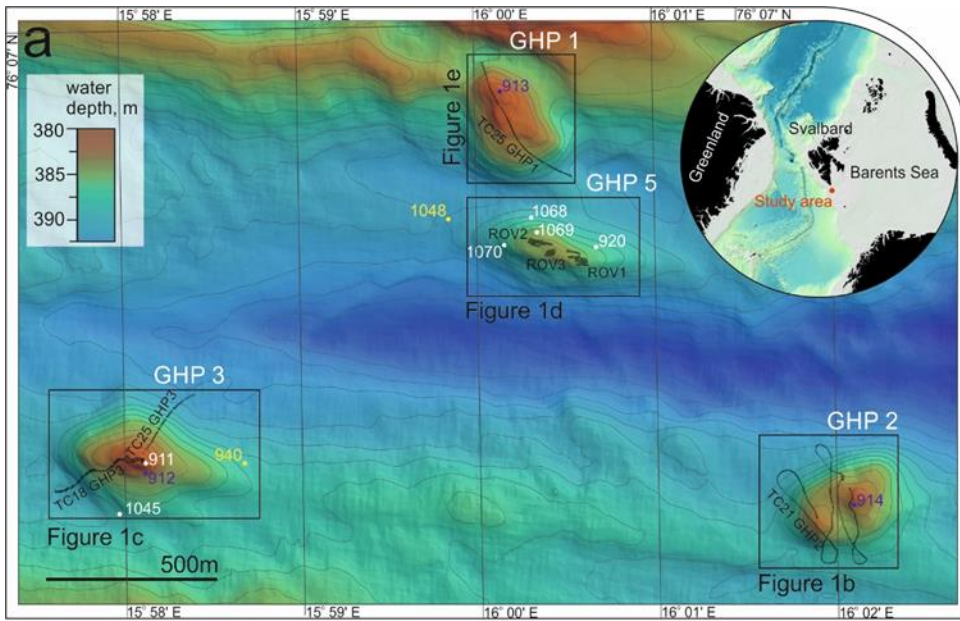 15° 58' E
15° 59' E
16° 00' E
16° 01' E
76° 07' N
76° 07' N
a
water
depth, m
380
385
390
GHP 1
913
TC25 GHP1
Figure 1e
GHP 5
1048
1068
1069
920
1070
ROV2
ROV3
ROV1
Figure 1d
Greenland
Svalbard
Barents Sea
Study area
GHP 3
TC25 GHP3
TC18 GHP3
911
912
940
1045
Figure 1c
500m
GHP 2
914
TC21 GHP2
Figure 1b
15° 58' E
15° 59' E
16° 00' E
16° 01' E
16° 02' E